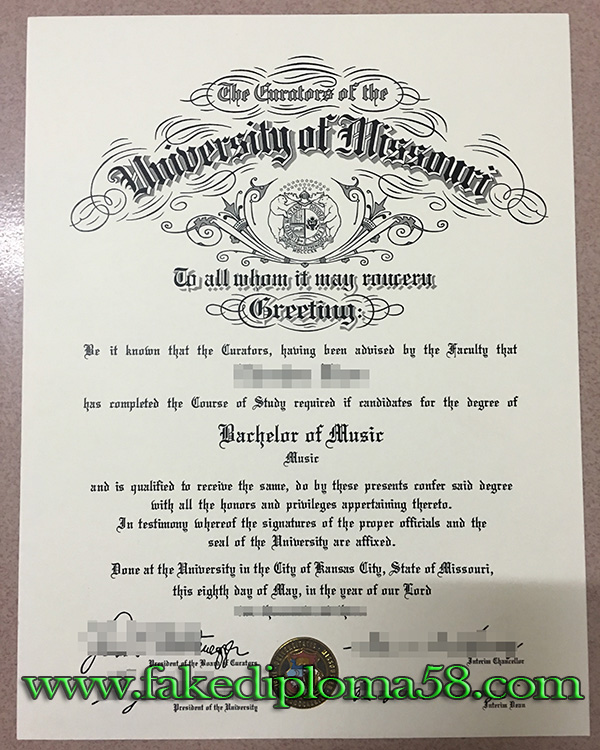 The Curators of the
University of Missouri
To all whom it may concern
Greeting:
Be it known that the Curators, having been advised by the Faculty that
has completed the Course of Study required if candidates for the degree of
Bachelor of Music
Music
and is qualified to receive the same, do by these presents confer said degree
with all the honors and privileges appertaining thereto.
In testimony whereof the signatures of the proper officials and the
seal of the University are affixed.
Done at the University in the City of Kansas City, State of Missouri,
this eighth day of May, in the year of our Lord
President of the Board of Curators
Interim Chancellor
www.fakediploma58.com
President of the University
Interim Dean